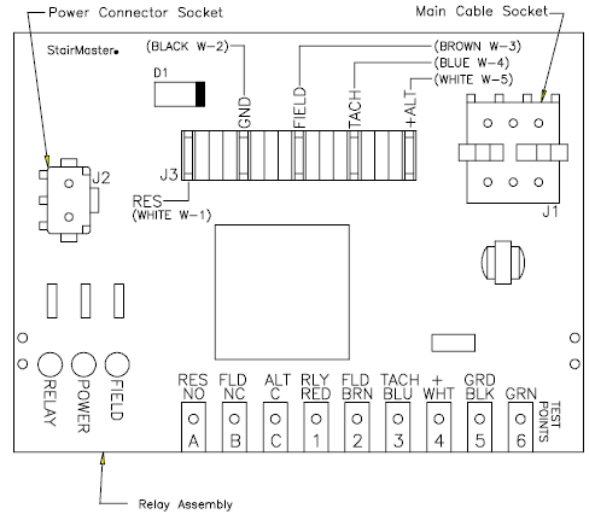 Power Connector Socket
Main Cable Socket
StairMaster®
(BLACK W-2)
(BROWN W-3)
(BLUE W-4)
(WHITE W-5)
D1
GND
FIELD
TACH
+ALT
J3
J2
J1
RES
(WHITE W-1)
RELAY
POWER
FIELD
RES FLD ALT RLY FLD TACH + GRD
NO NC C RED BRN BLU WHT BLK GRN
A B C 1 2 3 4 5 6
TEST
POINTS
Relay Assembly